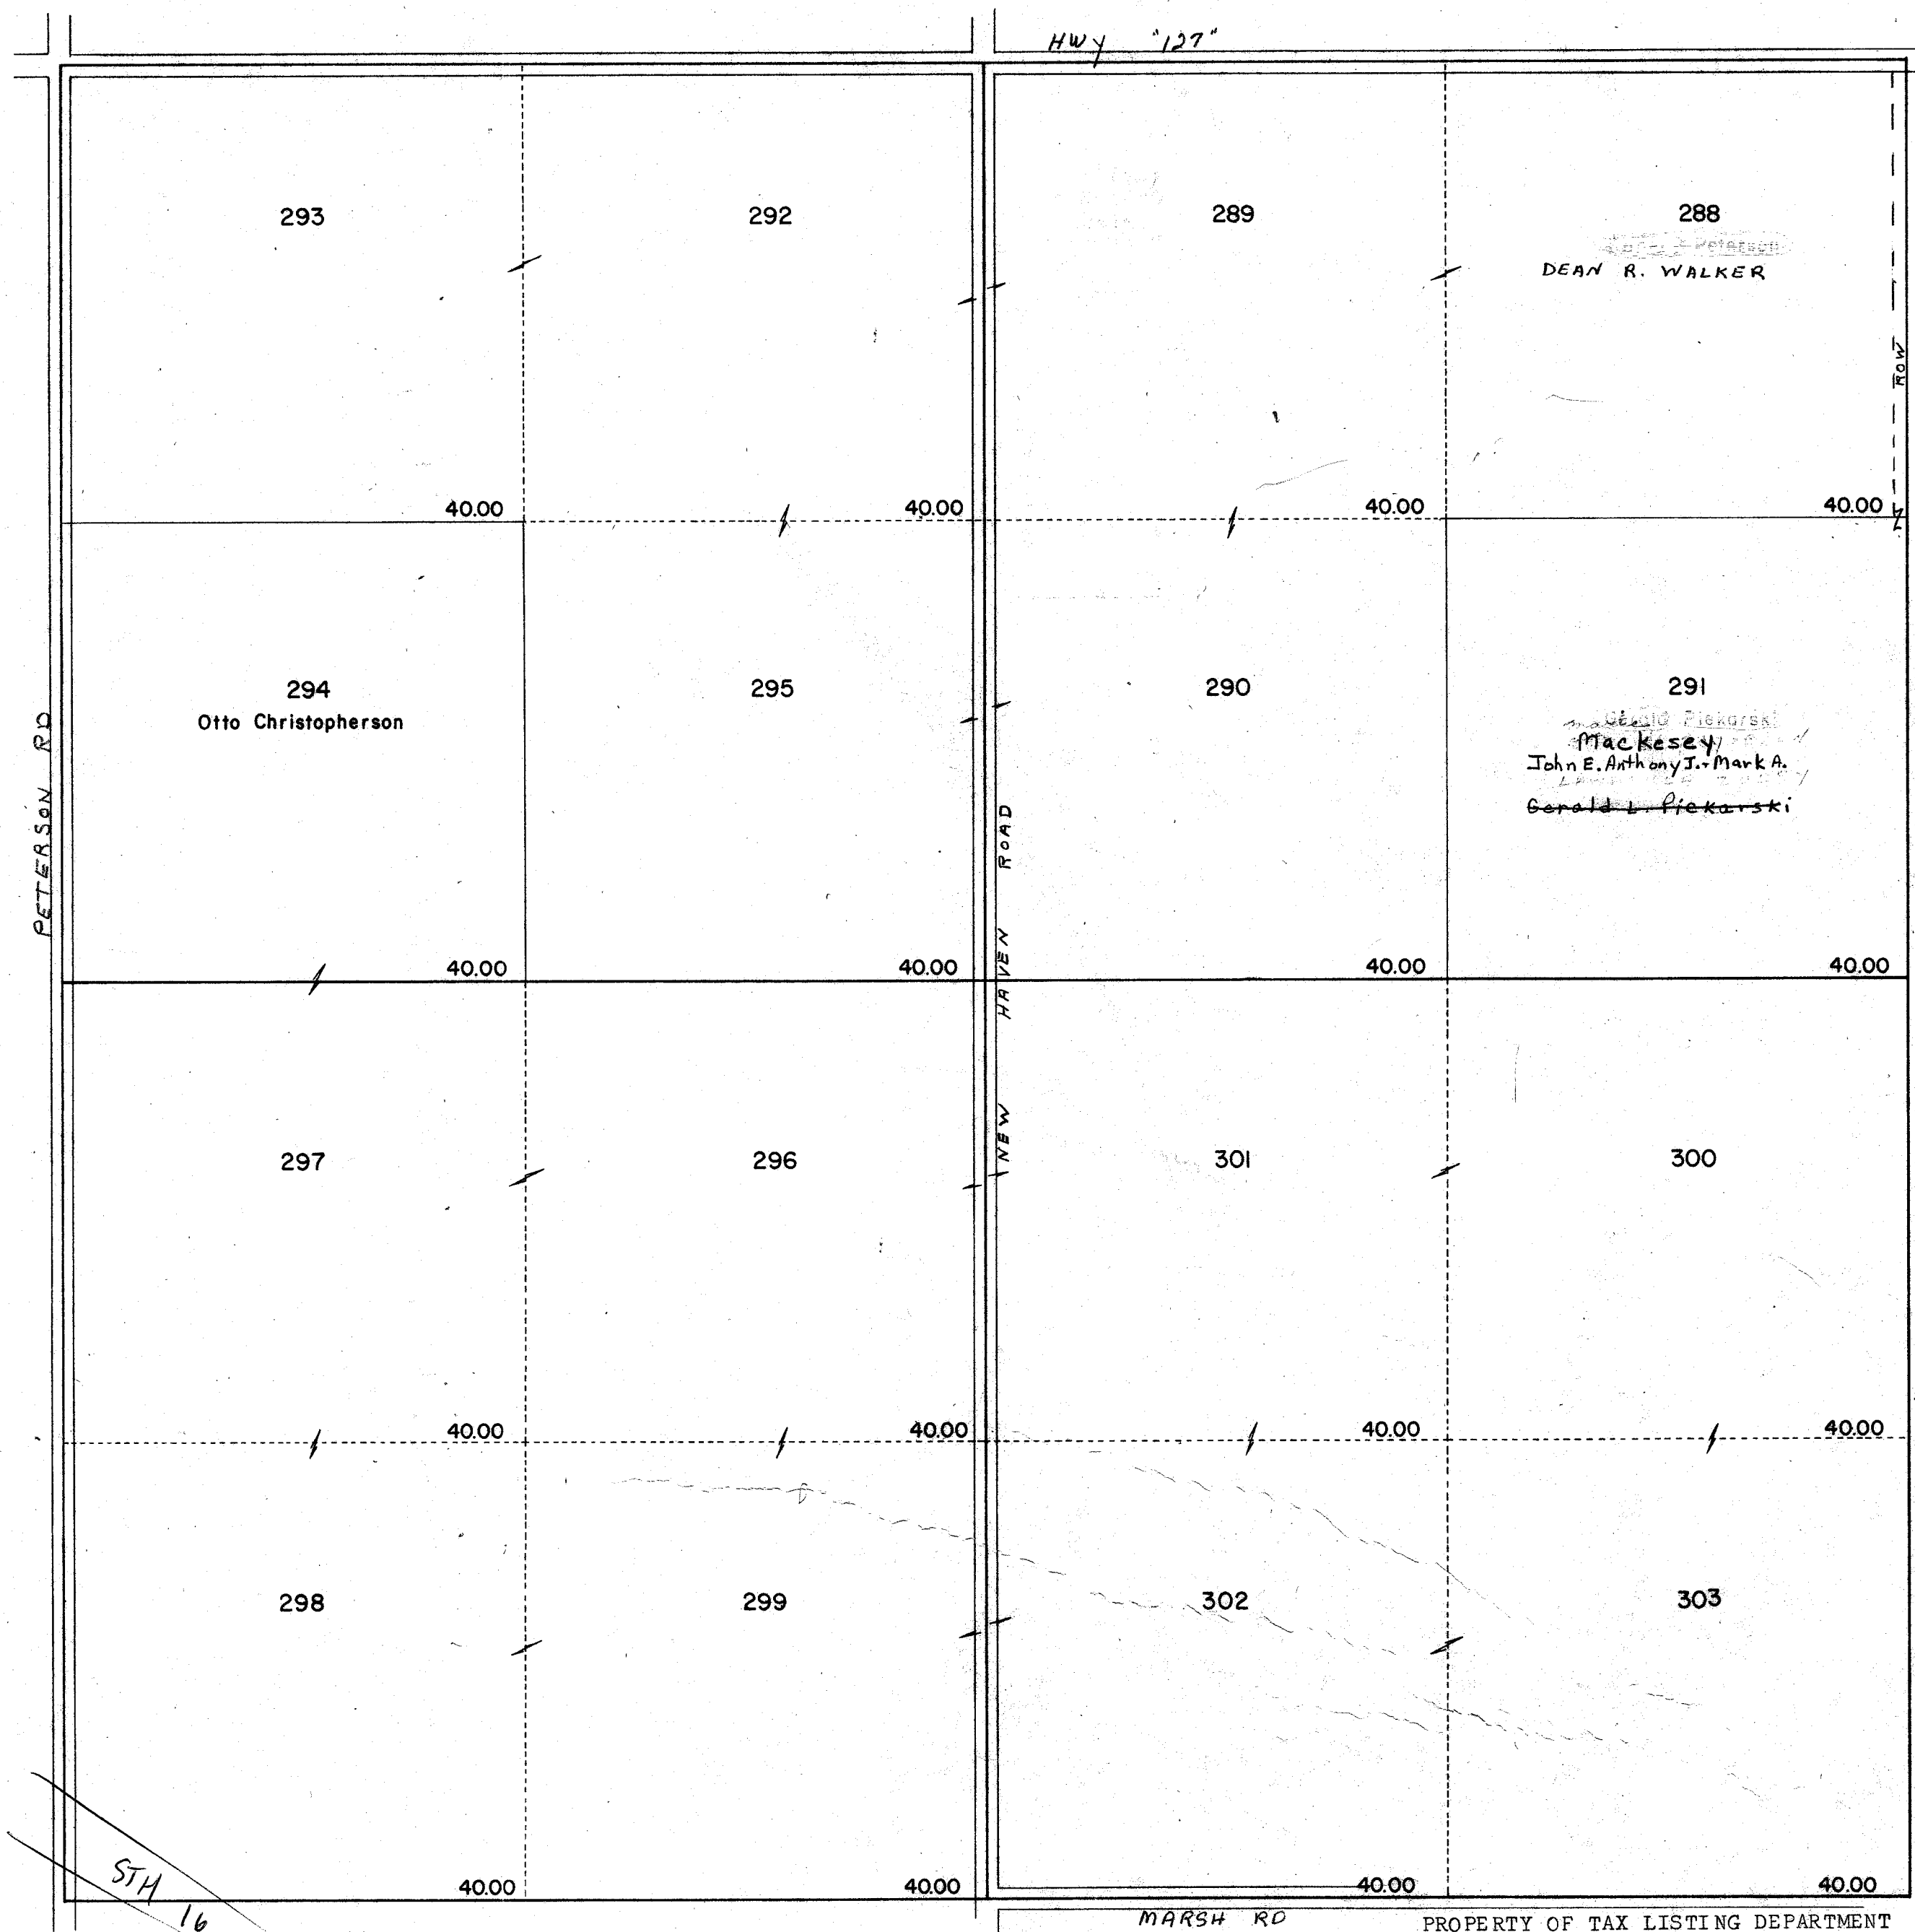 HWY "127"
293
292
289
288
DEAN R. WALKER
ROW
40.00
40.00
40.00
40.00
294
Otto Christopherson
295
290
291
Mackesey
John E. Anthony J. + Mark A.
Gerald L. Piekarski
PETERSON RD
NEW HAVEN ROAD
40.00
40.00
40.00
40.00
297
296
301
300
40.00
40.00
40.00
40.00
298
299
302
303
STH
16
40.00
40.00
40.00
40.00
MARSH RD
PROPERTY OF TAX LISTING DEPARTMENT